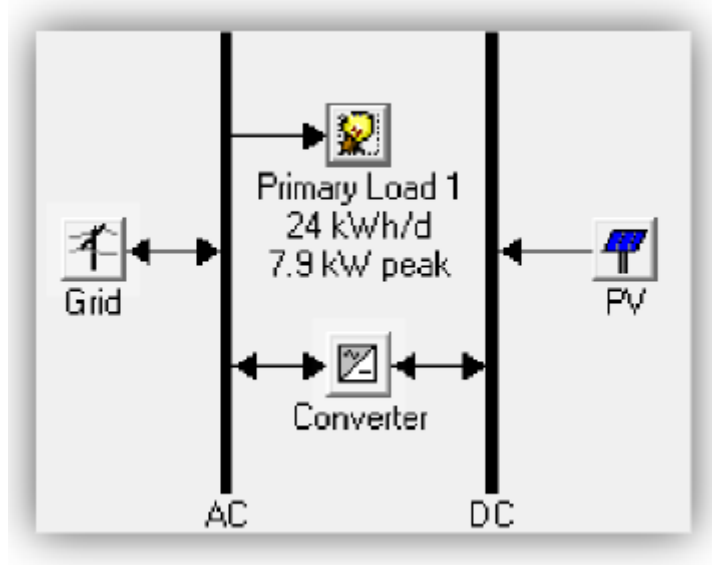 Primary Load 1
24 kWh/d
7.9 kW peak
Grid
PV
Converter
AC
DC